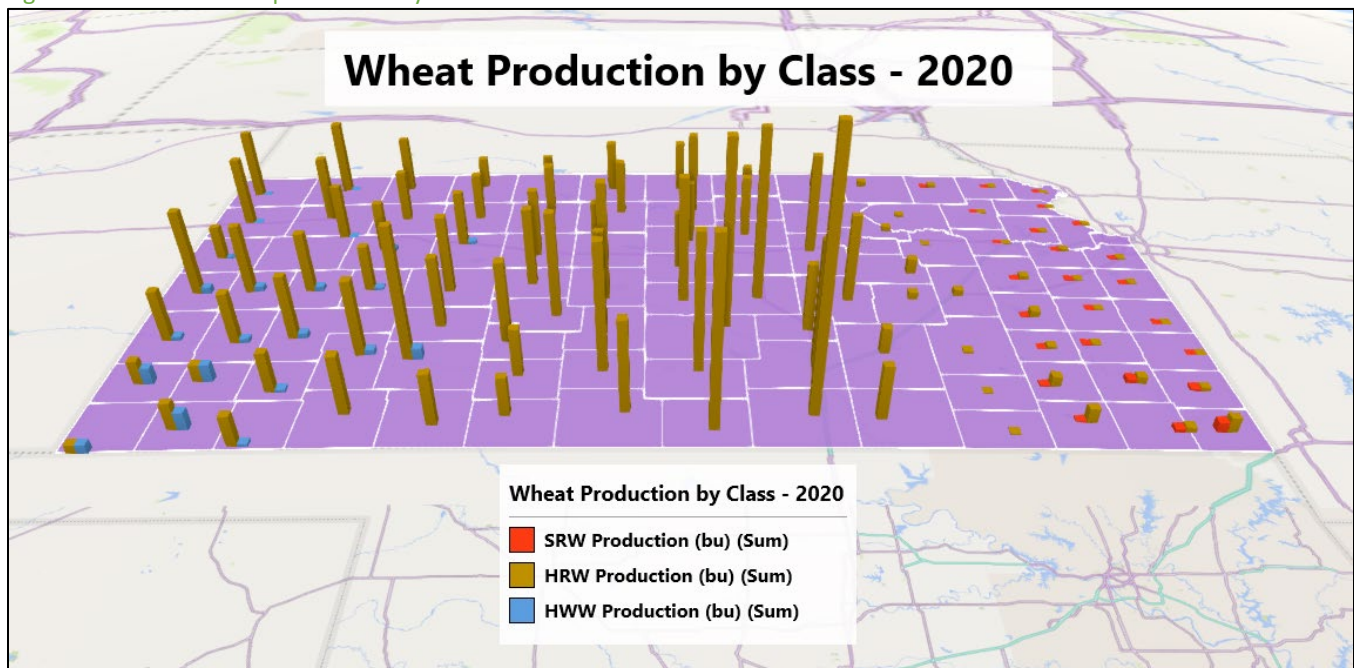 Wheat Production by Class - 2020
Wheat Production by Class - 2020
SRW Production (bu) (Sum)
HRW Production (bu) (Sum)
HWW Production (bu) (Sum)